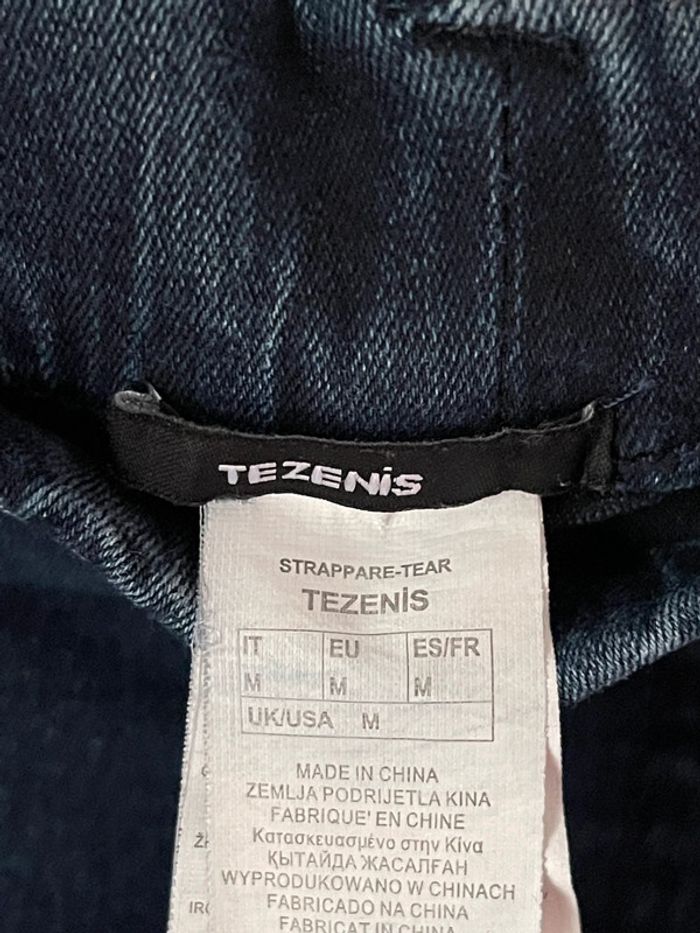 TEZENIS
STRAPPARE-TEAR
TEZENIS
IT EU ES/FR
M M M
UK/USA M
MADE IN CHINA
ZEMLJA PODRIJETLA KINA
FABRIQUE' EN CHINE
Κατασκευασμένο στην Κίνα
ҚЫТАЙДА ЖАСАЛҒАН
WYPRODUKOWANO W CHINACH
FABRICADO NA CHINA
FABRICAT IN CHINA